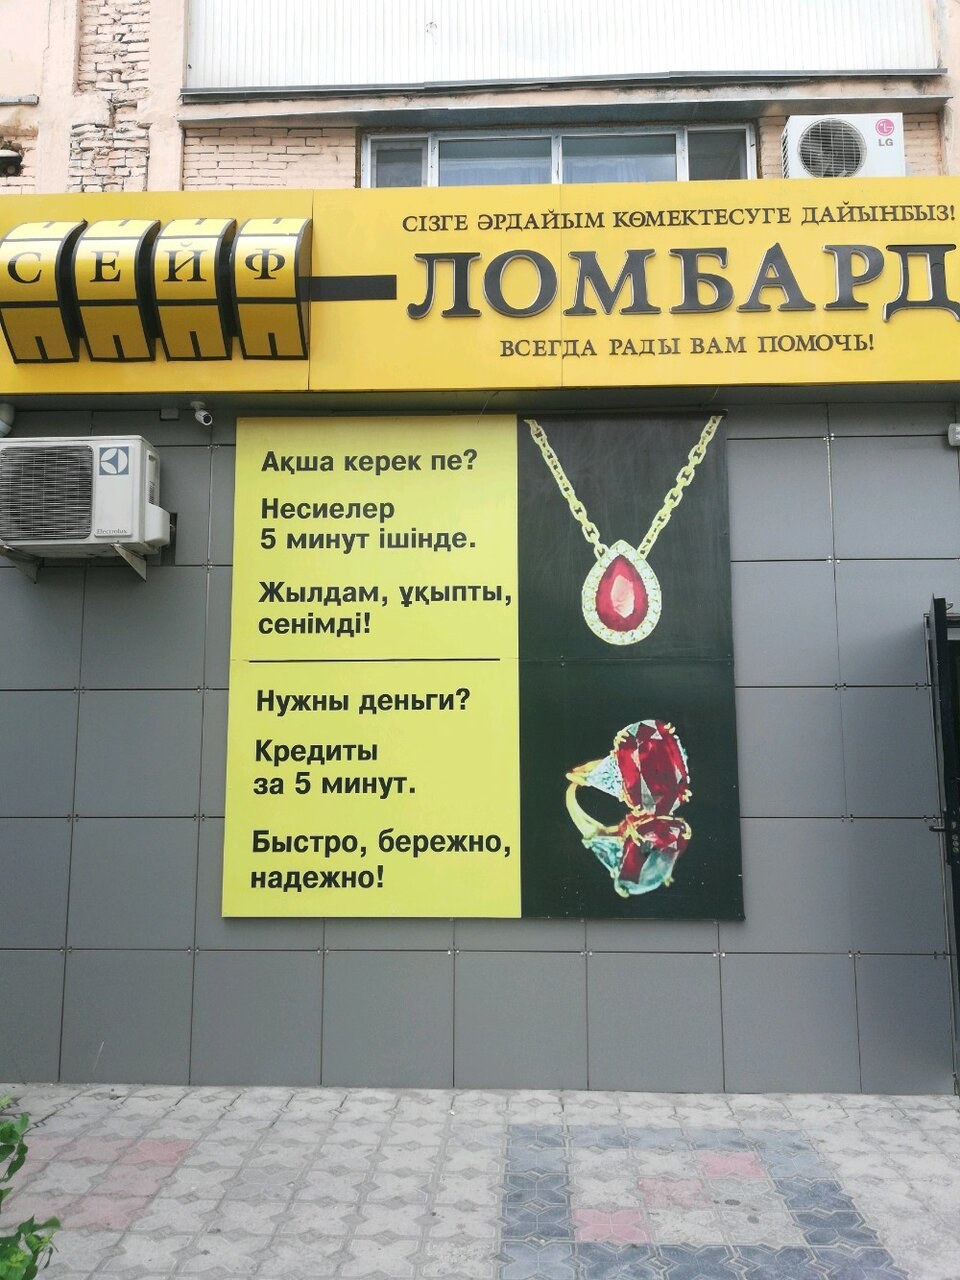 СЕЙФ
СІЗГЕ ӘРДАЙЫМ КӨМЕКТЕСУГЕ ДАЙЫНБЫЗ!
ЛОМБАРД
ВСЕГДА РАДЫ ВАМ ПОМОЧЬ!
LG
Electrolux
Ақша керек пе?
Несиелер
5 минут ішінде.
Жылдам, ұқыпты,
сенімді!
Нужны деньги?
Кредиты
за 5 минут.
Быстро, бережно,
надежно!